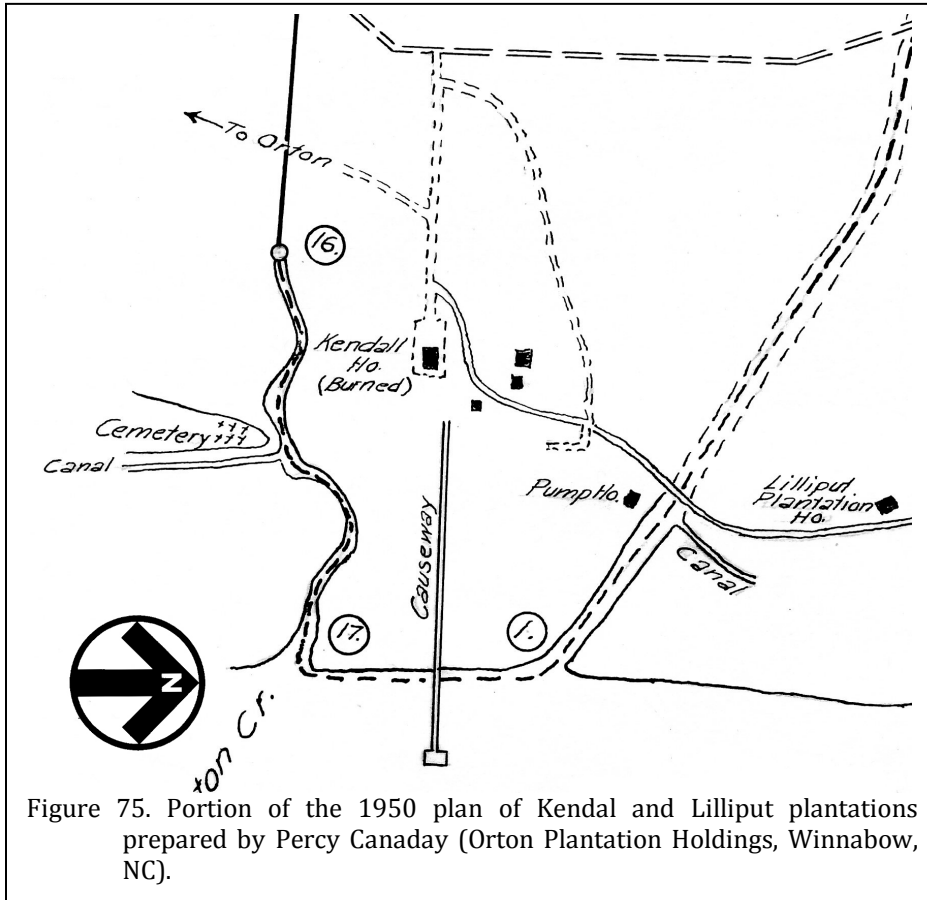 To Orton
16.
Kendall
Ho.
(Burned)
Cemetery
Canal
Causeway
Pump Ho.
Lilliput
Plantation
Ho.
Canal
17.
1.
N
on Cr.
Figure 75. Portion of the 1950 plan of Kendal and Lilliput plantations
prepared by Percy Canaday (Orton Plantation Holdings, Winnabow,
NC).